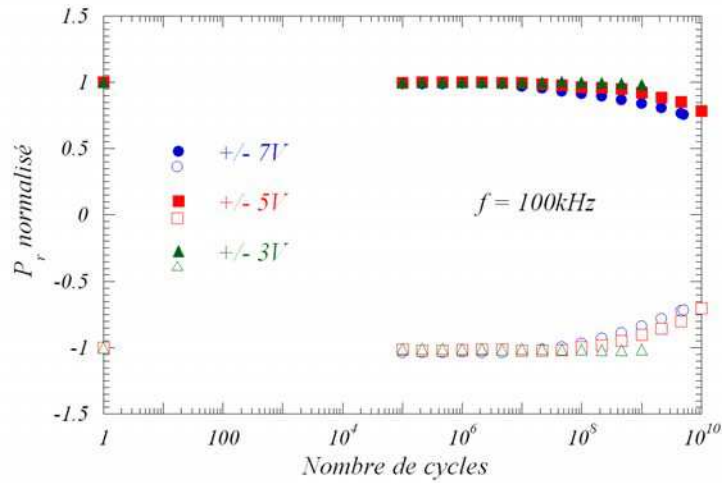 1.5
1
0.5
0
-0.5
-1
-1.5
P_r normalisé
+/- 7V
+/- 5V
+/- 3V
f = 100kHz
1
100
10^4
10^6
10^8
10^10
Nombre de cycles